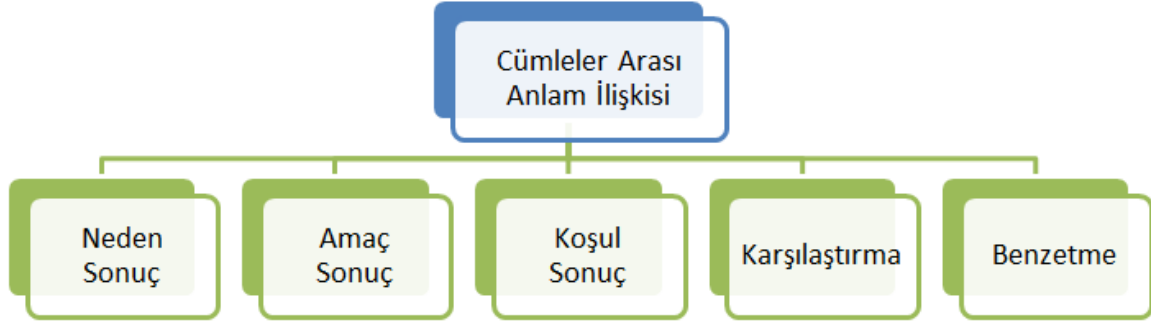 Cümleler Arası
Anlam İlişkisi
Neden
Sonuç
Amaç
Sonuç
Koşul
Sonuç
Karşılaştırma
Benzetme